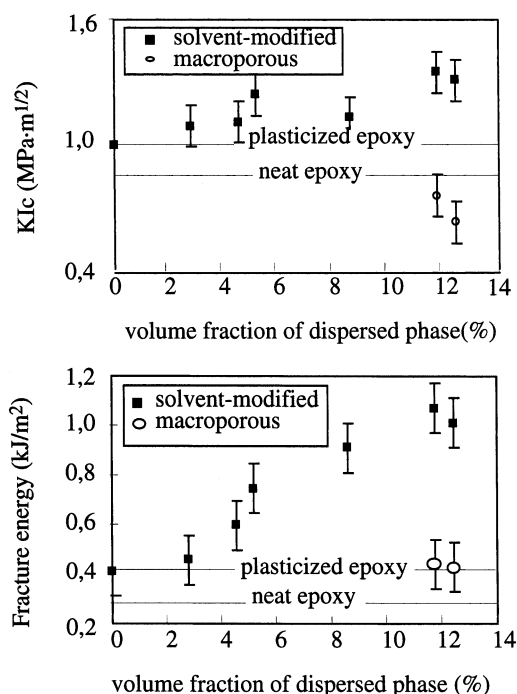 1,6
solvent-modified
macroporous
KIc (MPa·m1/2)
1,0
plasticized epoxy
neat epoxy
0,4
0 2 4 6 8 10 12 14
volume fraction of dispersed phase(%)
1,2
solvent-modified
macroporous
Fracture energy (kJ/m2)
1,0
0,8
0,6
plasticized epoxy
0,4
neat epoxy
0,2
0 2 4 6 8 10 12 14
volume fraction of dispersed phase (%)